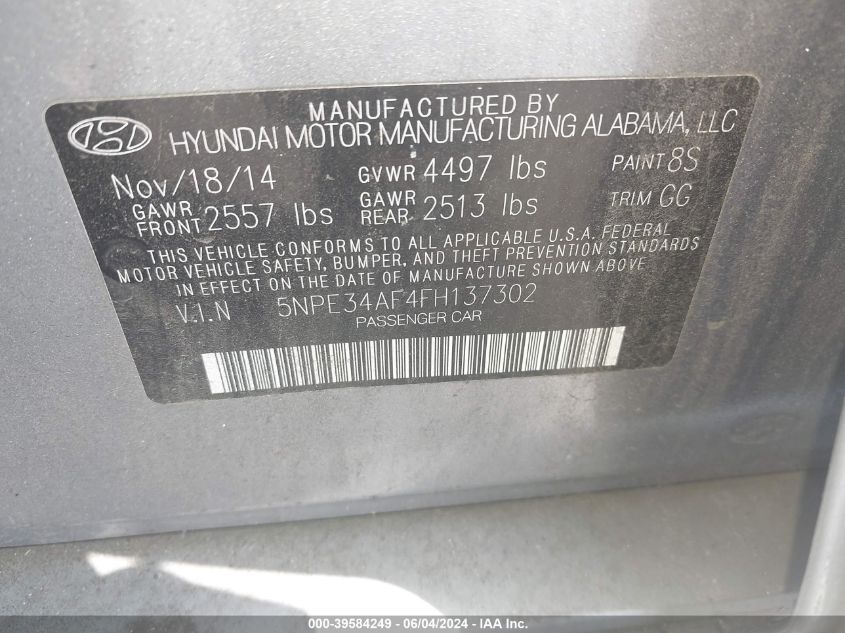 MANUFACTURED BY
HYUNDAI MOTOR MANUFACTURING ALABAMA, LLC
Nov/18/14 GVWR 4497 lbs PAINT 8S
GAWR FRONT 2557 lbs GAWR REAR 2513 lbs TRIM GG
THIS VEHICLE CONFORMS TO ALL APPLICABLE U.S.A. FEDERAL
MOTOR VEHICLE SAFETY, BUMPER, AND THEFT PREVENTION STANDARDS
IN EFFECT ON THE DATE OF MANUFACTURE SHOWN ABOVE
V.I.N 5NPE34AF4FH137302
PASSENGER CAR
000-39584249 - 06/04/2024 - IAA Inc.